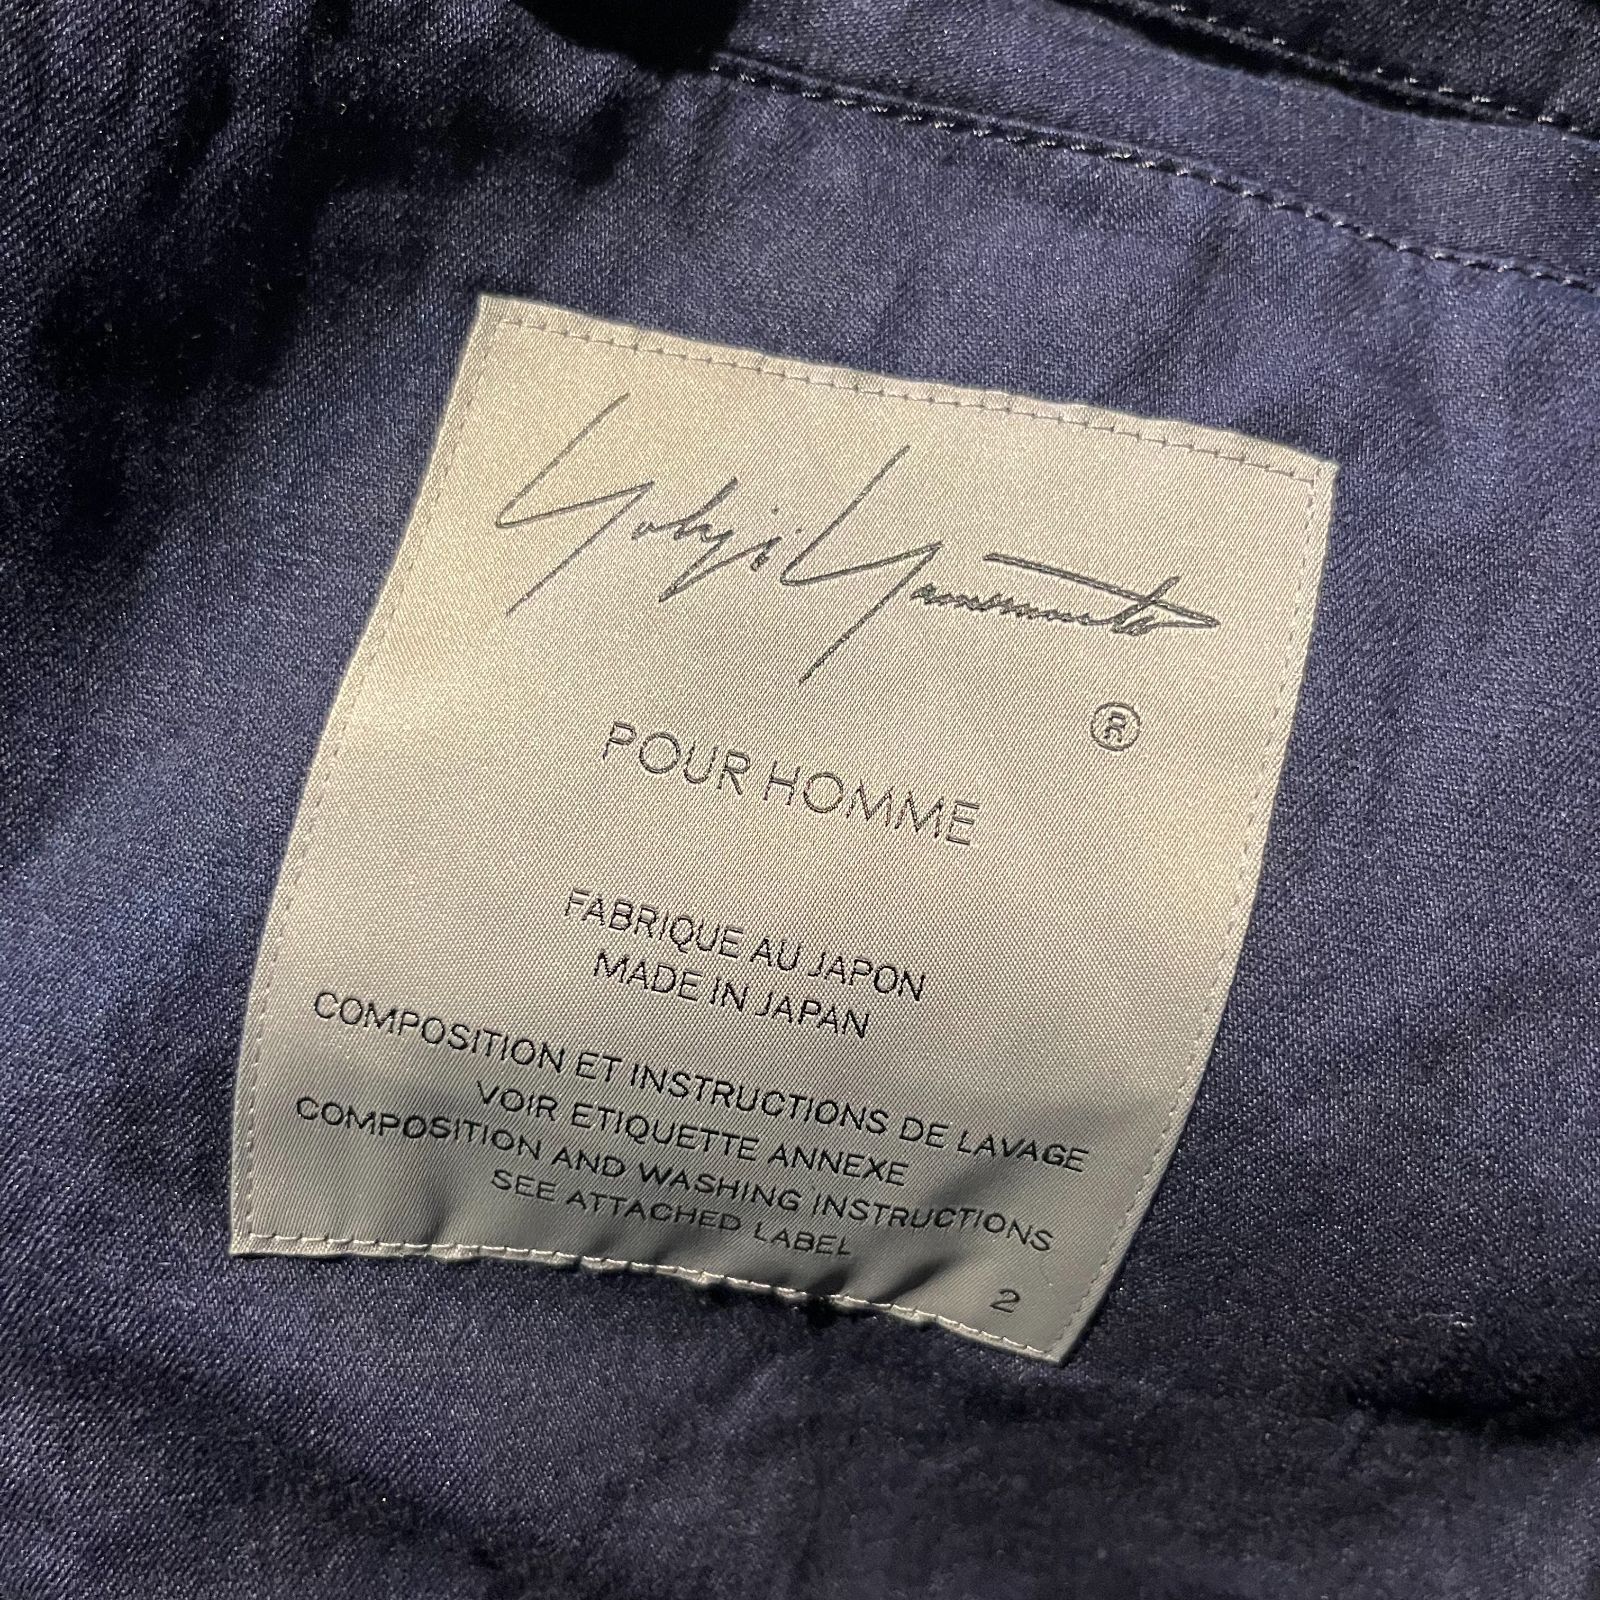 Yohji Yamamoto
®
POUR HOMME
FABRIQUE AU JAPON
MADE IN JAPAN
COMPOSITION ET INSTRUCTIONS DE LAVAGE
VOIR ETIQUETTE ANNEXE
COMPOSITION AND WASHING INSTRUCTIONS
SEE ATTACHED LABEL
2